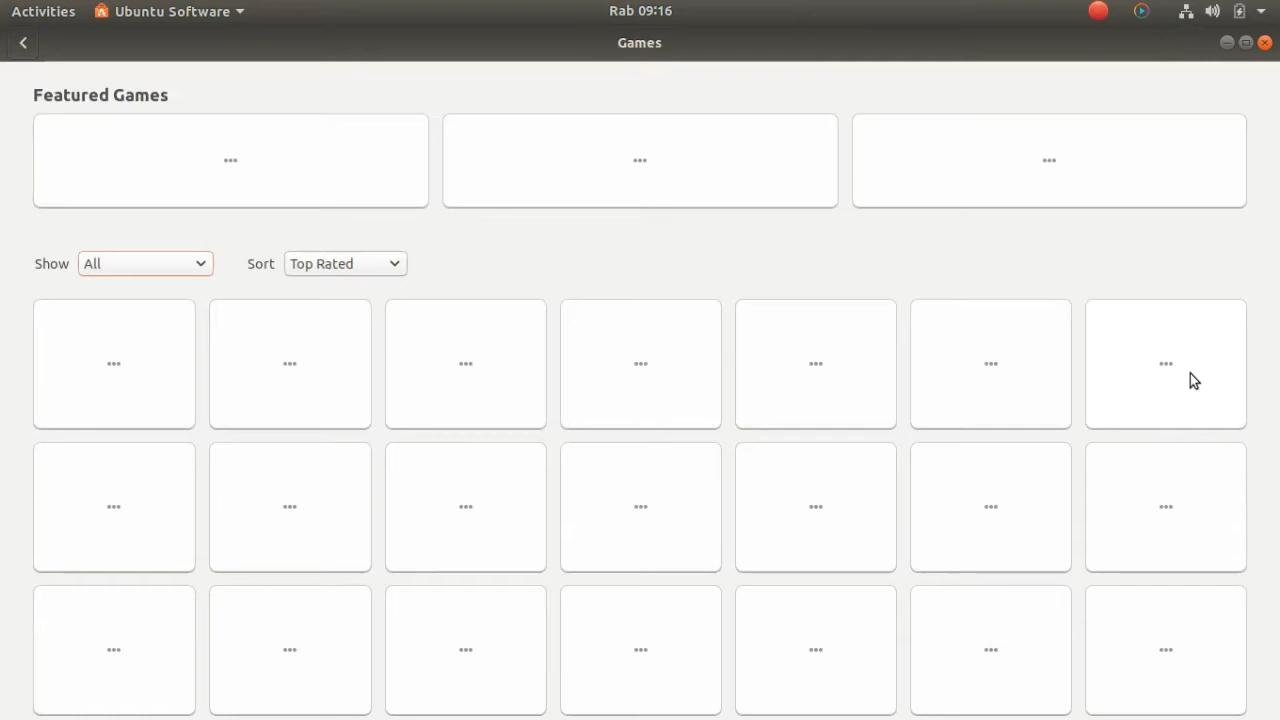 Activities Ubuntu Software Rab 09:16
Games
Featured Games
••• ••• •••
Show All Sort Top Rated
••• ••• ••• ••• ••• ••• •••
••• ••• ••• ••• ••• ••• •••
••• ••• ••• ••• ••• ••• •••